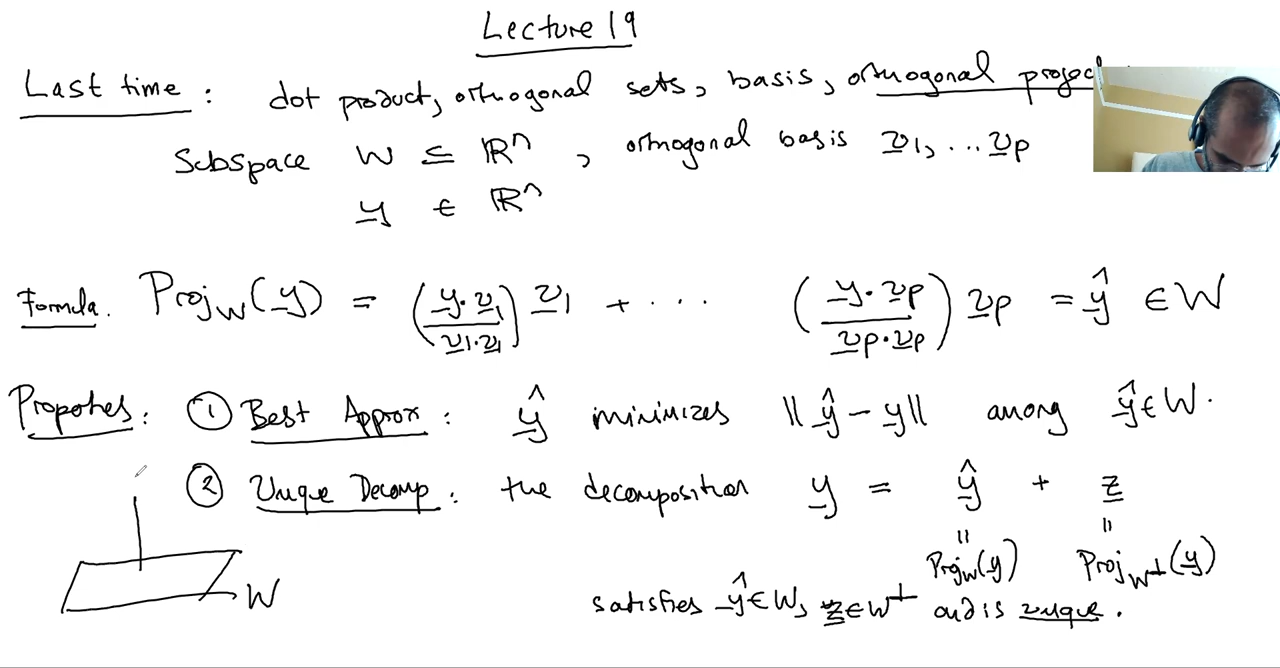 Lecture 19
Last time : dot product, orthogonal sets, basis, orthogonal project
Subspace W ⊆ ℝⁿ , orthogonal basis v1, ... vp
y ∈ ℝⁿ
Formula. Proj_W(y) = (y·v1 / v1·v1) v1 + ... (y·vp / vp·vp) vp = ŷ ∈ W
Properties : ① Best Approx : ŷ minimizes ‖ŷ - y‖ among ŷ ∈ W.
② Unique Decomp : the decomposition y = ŷ + z
= =
Proj_W(y) Proj_W⊥(y)
W
satisfies ŷ ∈ W, z ∈ W⊥ and is unique .